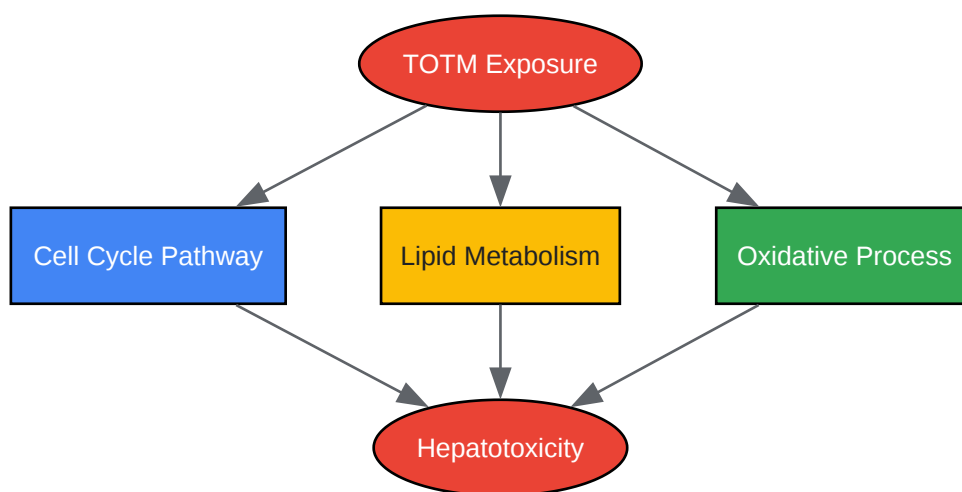 TOTM Exposure
Cell Cycle Pathway
Lipid Metabolism
Oxidative Process
Hepatotoxicity